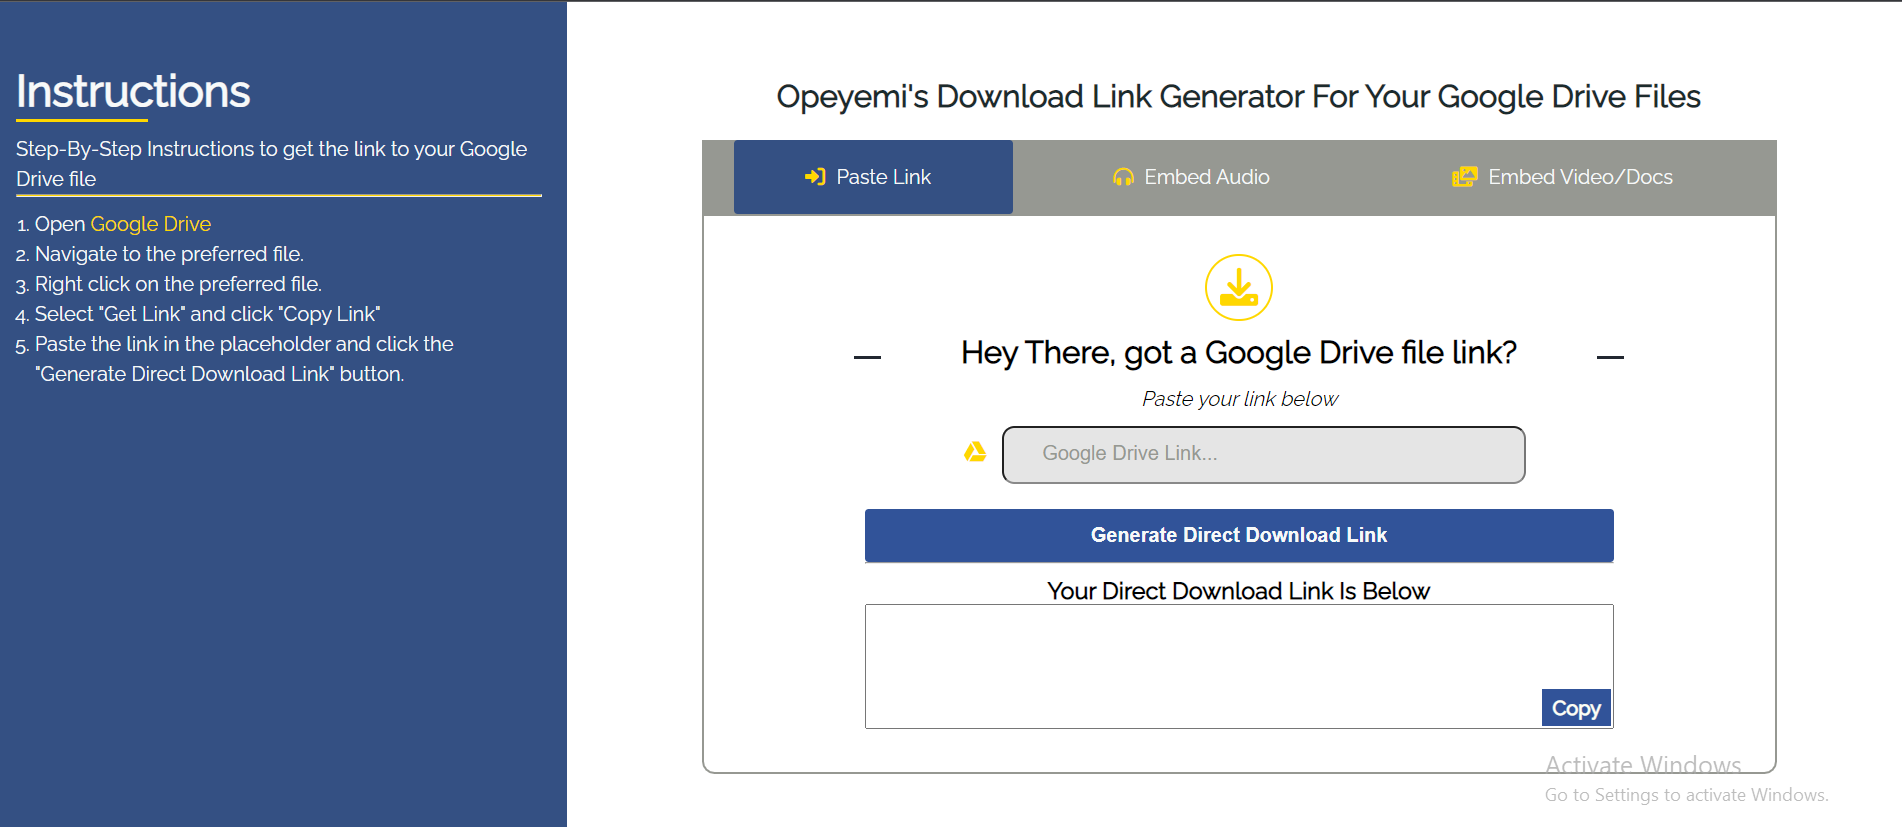 Instructions
Step-By-Step Instructions to get the link to your Google
Drive file
1. Open Google Drive
2. Navigate to the preferred file.
3. Right click on the preferred file.
4. Select "Get Link" and click "Copy Link"
5. Paste the link in the placeholder and click the
"Generate Direct Download Link" button.
Opeyemi's Download Link Generator For Your Google Drive Files
Paste Link
Embed Audio
Embed Video/Docs
Hey There, got a Google Drive file link?
Paste your link below
Google Drive Link...
Generate Direct Download Link
Your Direct Download Link Is Below
Copy
Activate Windows
Go to Settings to activate Windows.